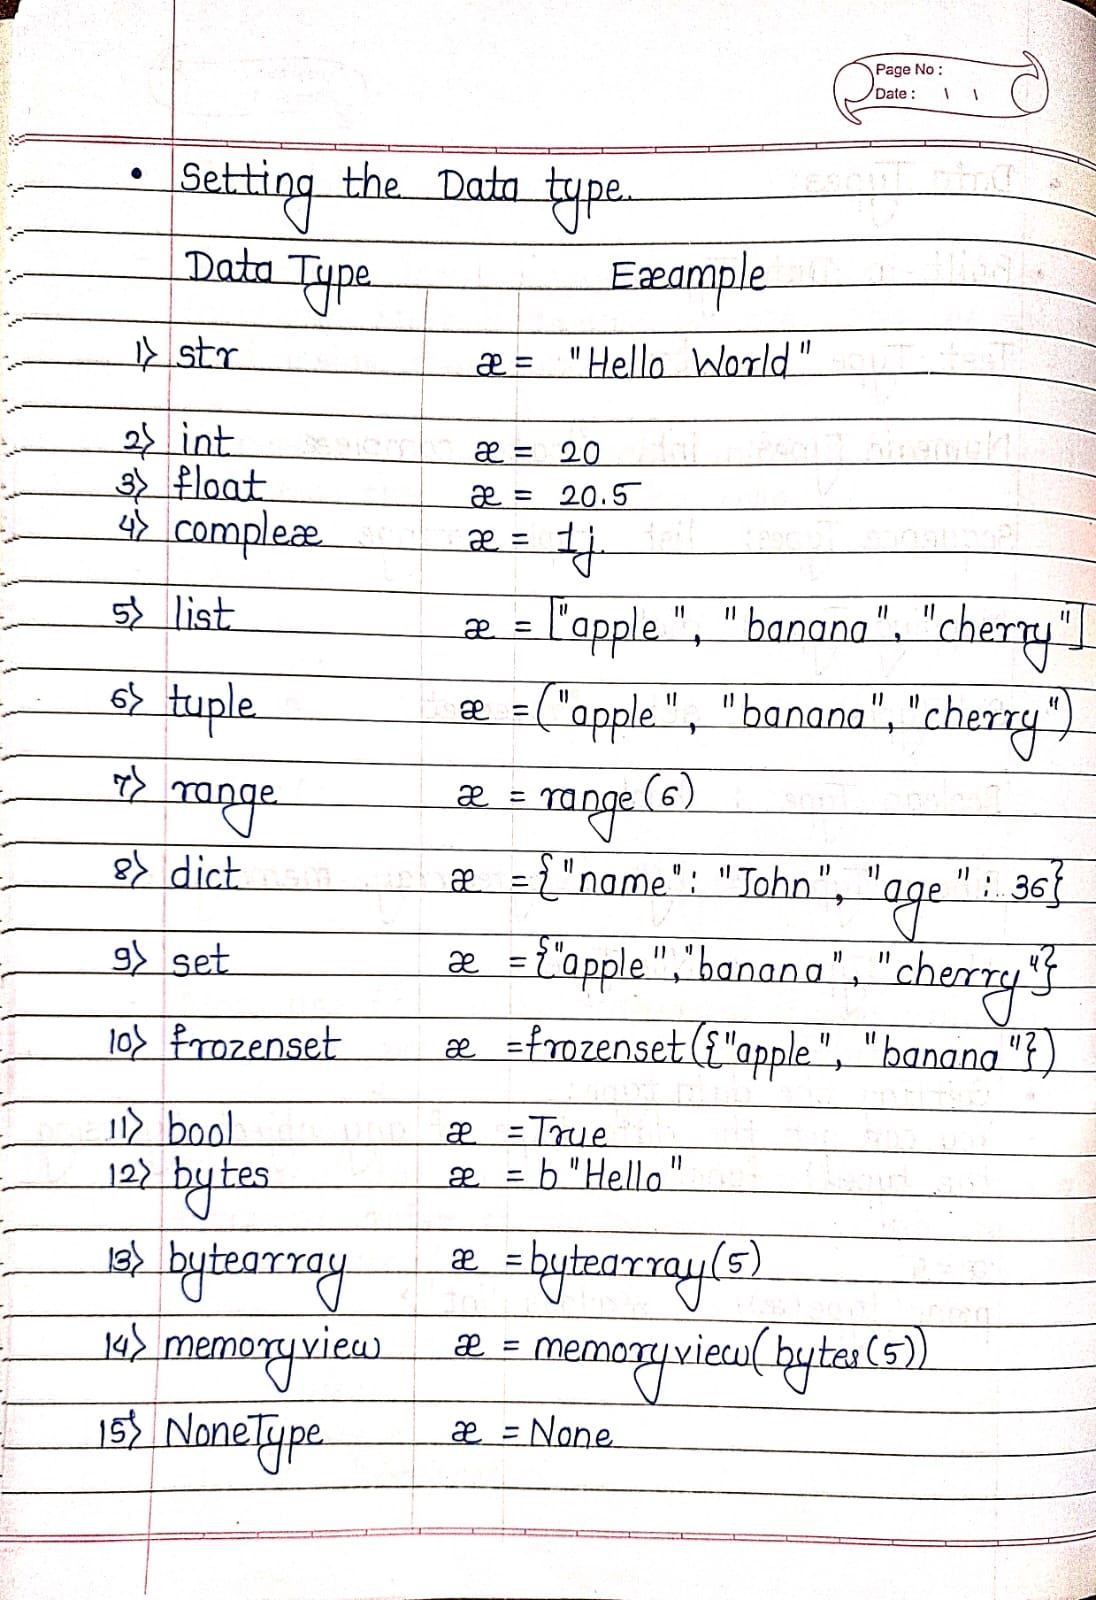 Page No :
Date : \ \
• Setting the Data type.
Data Type Example
1) str x = "Hello World"
2) int x = 20
3) float x = 20.5
4) complex x = 1j
5) list x = ["apple", "banana", "cherry"]
6) tuple x = ("apple", "banana", "cherry")
7) range x = range(6)
8) dict x = {"name": "John", "age": 36}
9) set x = {"apple", "banana", "cherry"}
10) frozenset x = frozenset({"apple", "banana"})
11) bool x = True
12) bytes x = b"Hello"
13) bytearray x = bytearray(5)
14) memoryview x = memoryview(bytes(5))
15) NoneType x = None